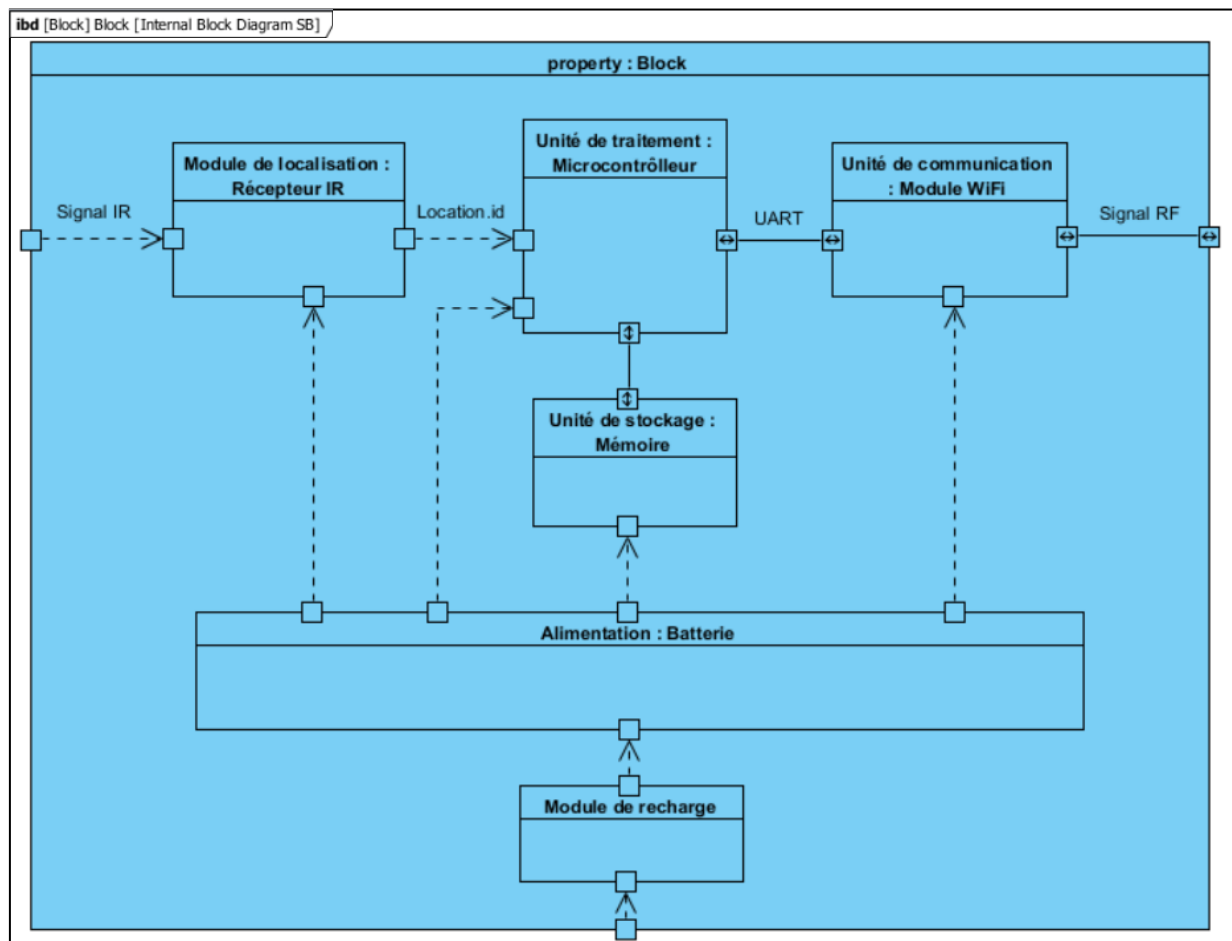 ibd [Block] Block [Internal Block Diagram SB]
property : Block
Module de localisation :
Récepteur IR
Unité de traitement :
Microcontrôlleur
Unité de communication
: Module WiFi
Signal IR
Location.id
UART
Signal RF
Unité de stockage :
Mémoire
Alimentation : Batterie
Module de recharge